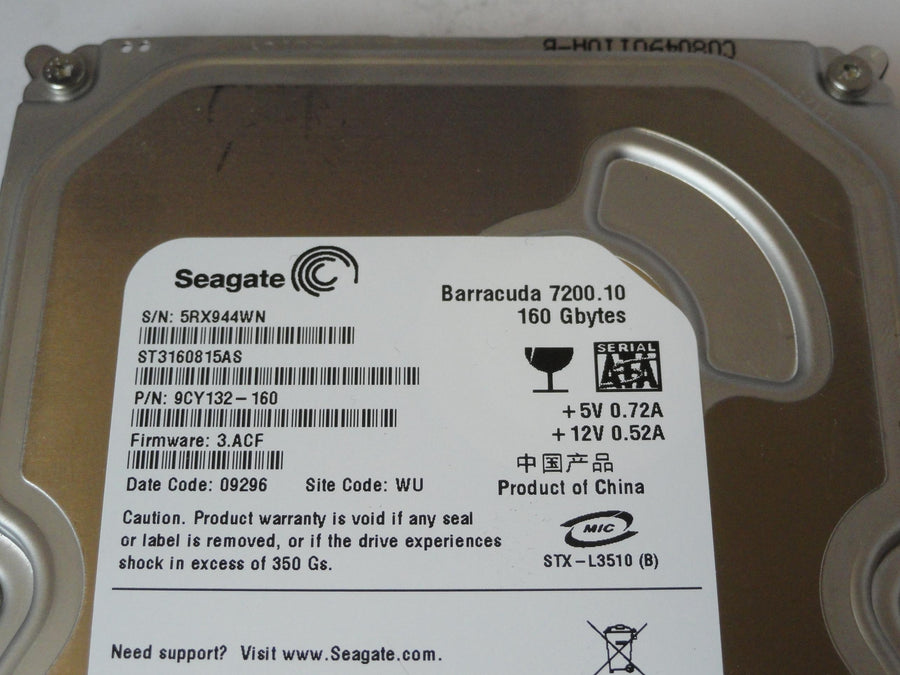 C08049011UH-B
Seagate
Barracuda 7200.10
160 Gbytes
S/N: 5RX944WN
ST3160815AS
SERIAL
ATA
P/N: 9CY132-160
+5V 0.72A
+12V 0.52A
Firmware: 3.ACF
中国产品
Date Code: 09296 Site Code: WU
Product of China
Caution. Product warranty is void if any seal
or label is removed, or if the drive experiences
shock in excess of 350 Gs.
MIC
STX-L3510 (B)
Need support? Visit www.Seagate.com.